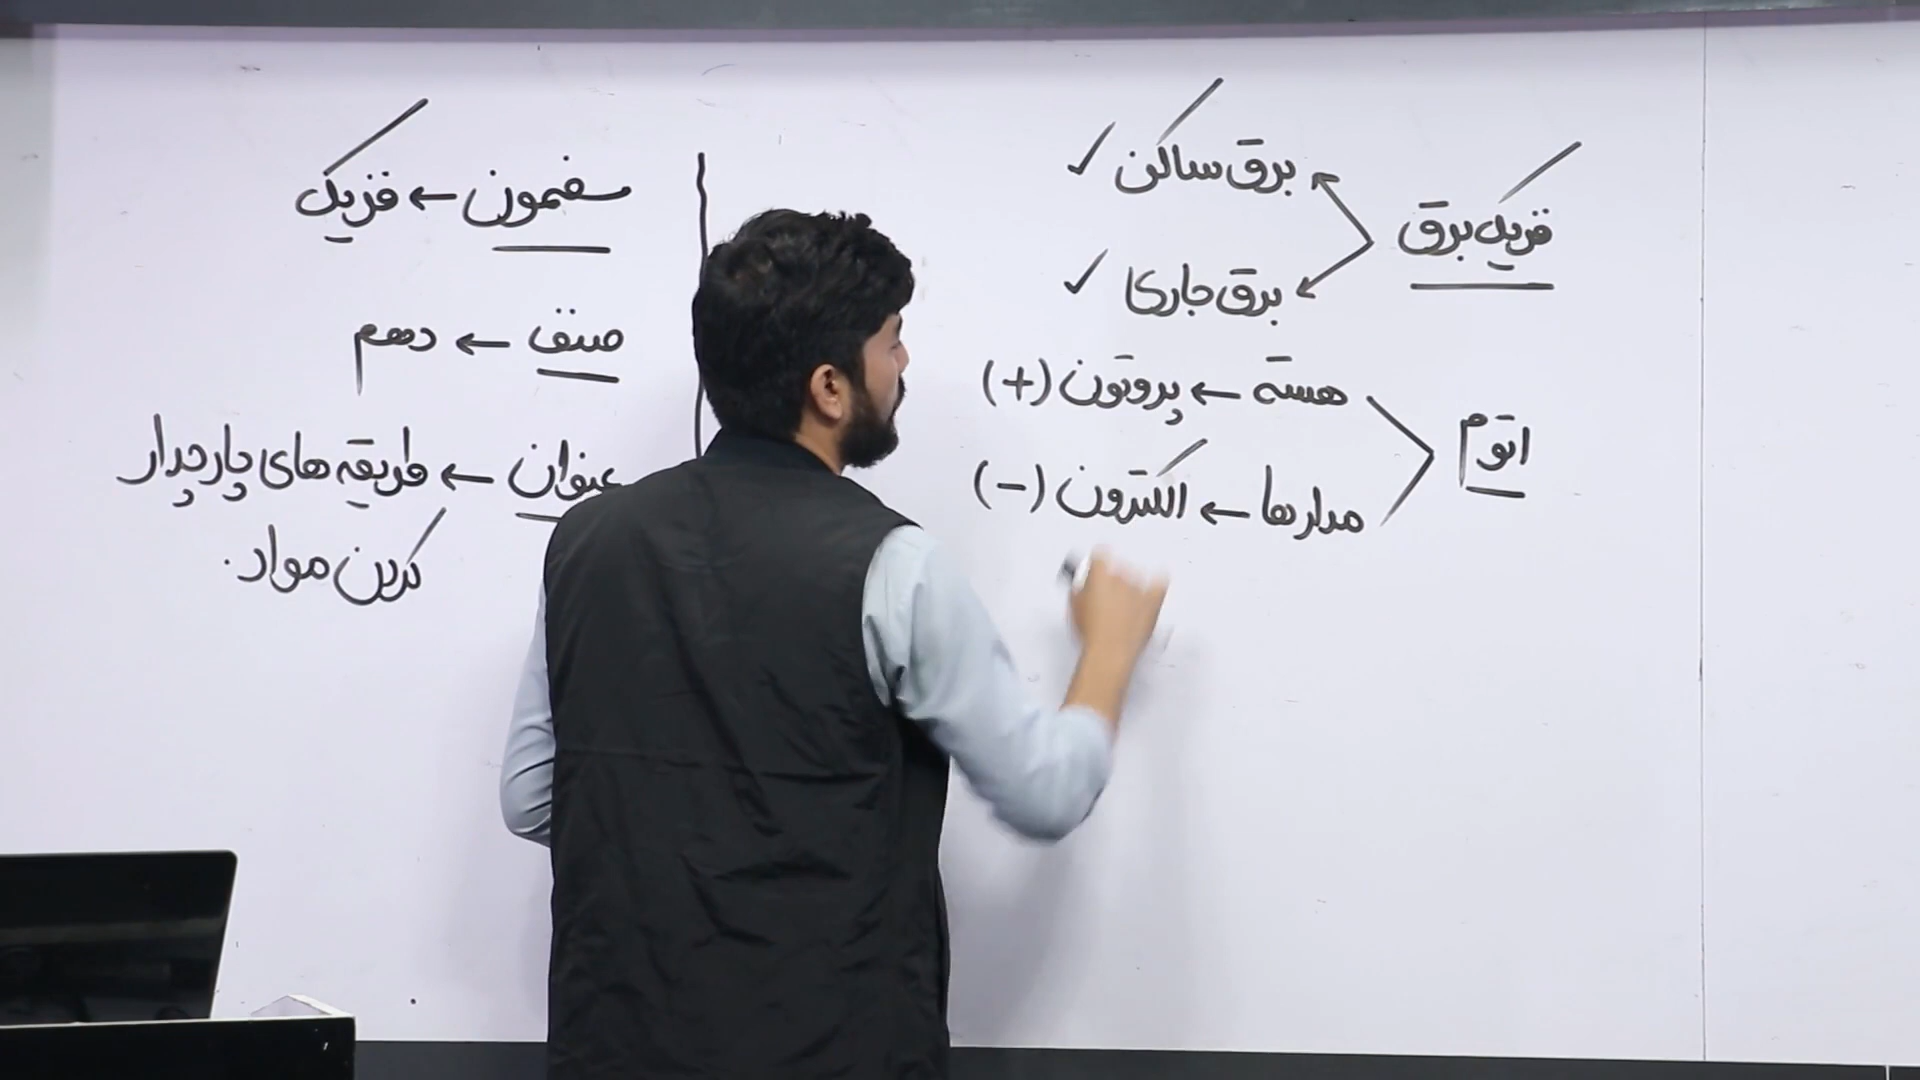 فزیک برق
برق ساکن ✓
برق جاری ✓
اتوم
هسته ← پروتون (+)
مدارها ← الکترون (-)
مضمون ← فزیک
صنف ← دهم
عنوان ← طریقه های چارجدار
کردن مواد.